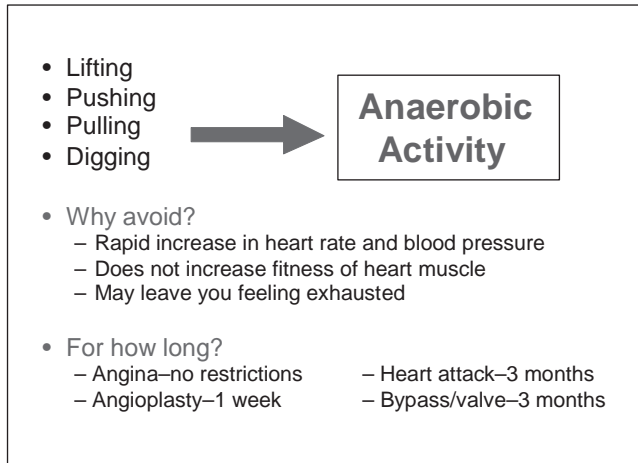 • Lifting
• Pushing
• Pulling
• Digging
Anaerobic
Activity
• Why avoid?
– Rapid increase in heart rate and blood pressure
– Does not increase fitness of heart muscle
– May leave you feeling exhausted
• For how long?
– Angina–no restrictions – Heart attack–3 months
– Angioplasty–1 week – Bypass/valve–3 months